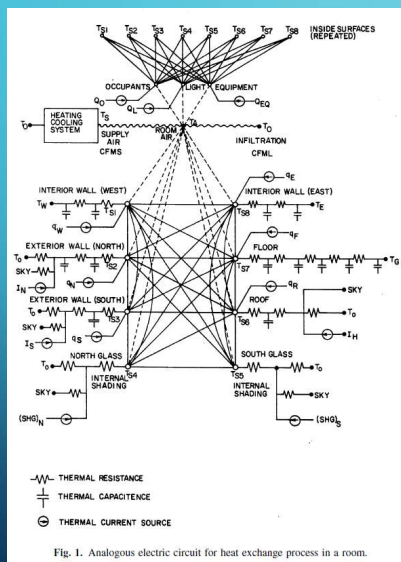 TS1 TS2 TS3 TS4 TS5 TS6 TS7 TS8
INSIDE SURFACES
(REPEATED)
OCCUPANTS LIGHT EQUIPMENT
QO QL QEQ
TO HEATING
COOLING
SYSTEM
TS
SUPPLY
AIR
CFMS
ROOM
AIR
TA
TO
INFILTRATION
CFML
qE
INTERIOR WALL (WEST) INTERIOR WALL (EAST)
TW TS1 TS8 TE
qW qF
EXTERIOR WALL (NORTH) FLOOR
TO TS2 TS7 TG
SKY
IN qN qR
EXTERIOR WALL (SOUTH) ROOF SKY
TO TS3 TS6 TO
SKY
IS qS IH
NORTH GLASS SOUTH GLASS
TO TO
INTERNAL
SHADING
TS4 TS5
INTERNAL
SHADING
SKY SKY
(SHG)N (SHG)S
THERMAL RESISTANCE
THERMAL CAPACITENCE
THERMAL CURRENT SOURCE
Fig. 1. Analogous electric circuit for heat exchange process in a room.